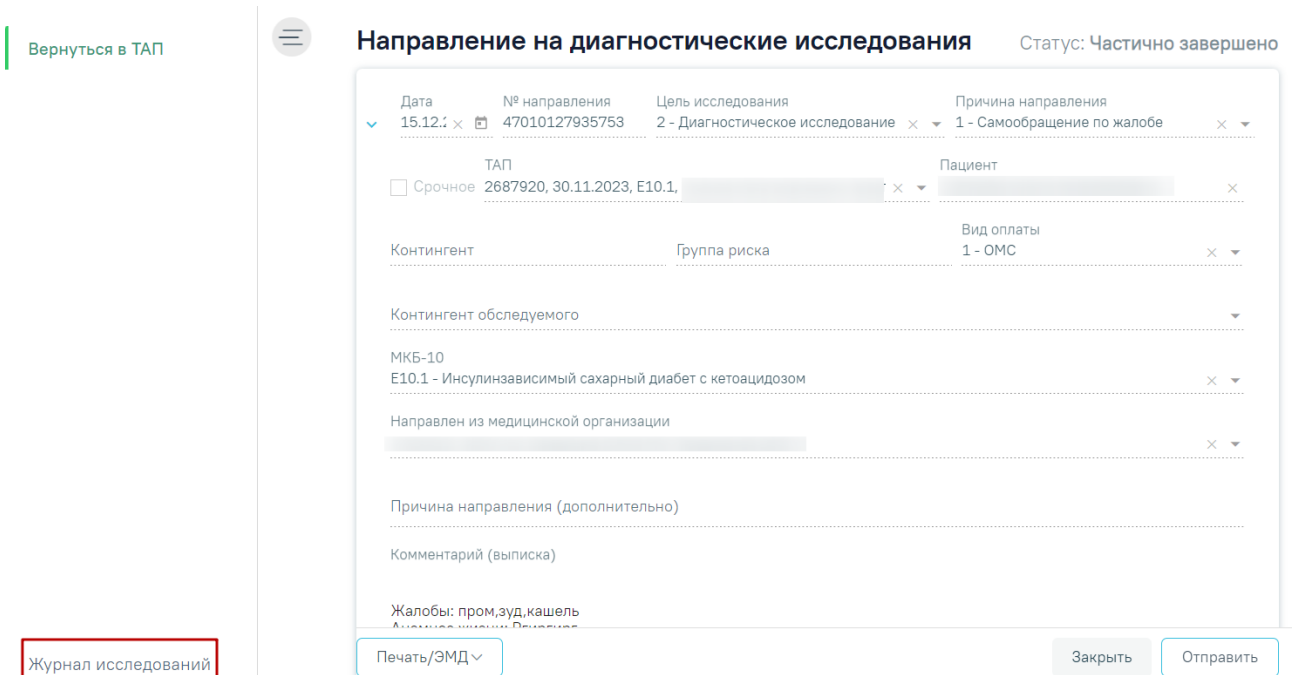 Вернуться в ТАП
Направление на диагностические исследования
Статус: Частично завершено
Дата № направления Цель исследования Причина направления
15.12.2 47010127935753 2 - Диагностическое исследование 1 - Самообращение по жалобе
ТАП Пациент
Срочное 2687920, 30.11.2023, E10.1,
Вид оплаты
Контингент Группа риска 1 - ОМС
Контингент обследуемого
МКБ-10
E10.1 - Инсулинзависимый сахарный диабет с кетоацидозом
Направлен из медицинской организации
Причина направления (дополнительно)
Комментарий (выписка)
Жалобы: пром,зуд,кашель
Журнал исследований
Печать/ЭМД
Закрыть
Отправить